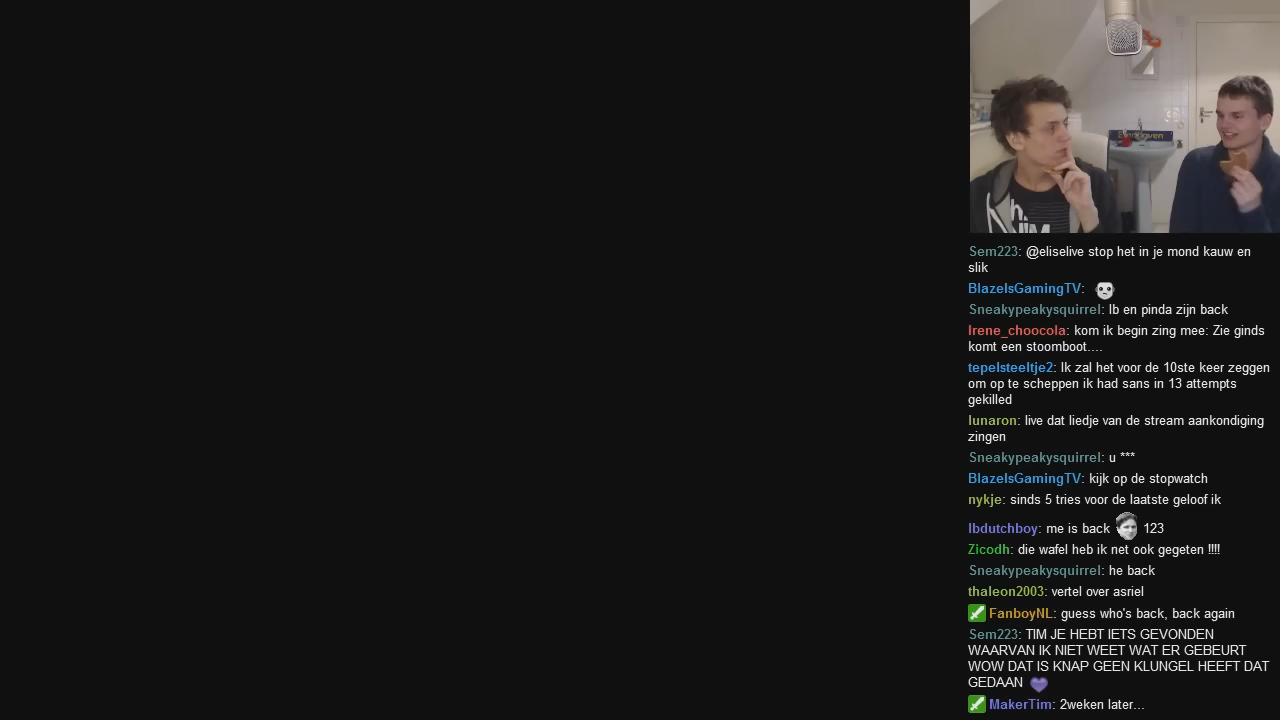 Sem223: @eliselive stop het in je mond kauw en
slik
BlazeIsGamingTV:
Sneakypeakysquirrel: Ib en pinda zijn back
Irene_choocola: kom ik begin zing mee: Zie ginds
komt een stoomboot....
tepelsteeltje2: Ik zal het voor de 10ste keer zeggen
om op te scheppen ik had sans in 13 attempts
gekilled
lunaron: live dat liedje van de stream aankondiging
zingen
Sneakypeakysquirrel: u ***
BlazeIsGamingTV: kijk op de stopwatch
nykje: sinds 5 tries voor de laatste geloof ik
Ibdutchboy: me is back 123
Zicodh: die wafel heb ik net ook gegeten !!!!
Sneakypeakysquirrel: he back
thaleon2003: vertel over asriel
FanboyNL: guess who's back, back again
Sem223: TIM JE HEBT IETS GEVONDEN
WAARVAN IK NIET WEET WAT ER GEBEURT
WOW DAT IS KNAP GEEN KLUNGEL HEEFT DAT
GEDAAN
MakerTim: 2weken later...